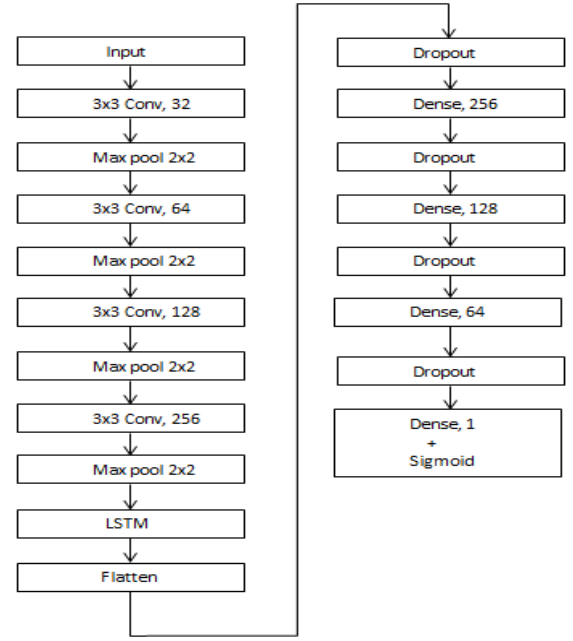 Input
3x3 Conv, 32
Max pool 2x2
3x3 Conv, 64
Max pool 2x2
3x3 Conv, 128
Max pool 2x2
3x3 Conv, 256
Max pool 2x2
LSTM
Flatten
Dropout
Dense, 256
Dropout
Dense, 128
Dropout
Dense, 64
Dropout
Dense, 1
+
Sigmoid